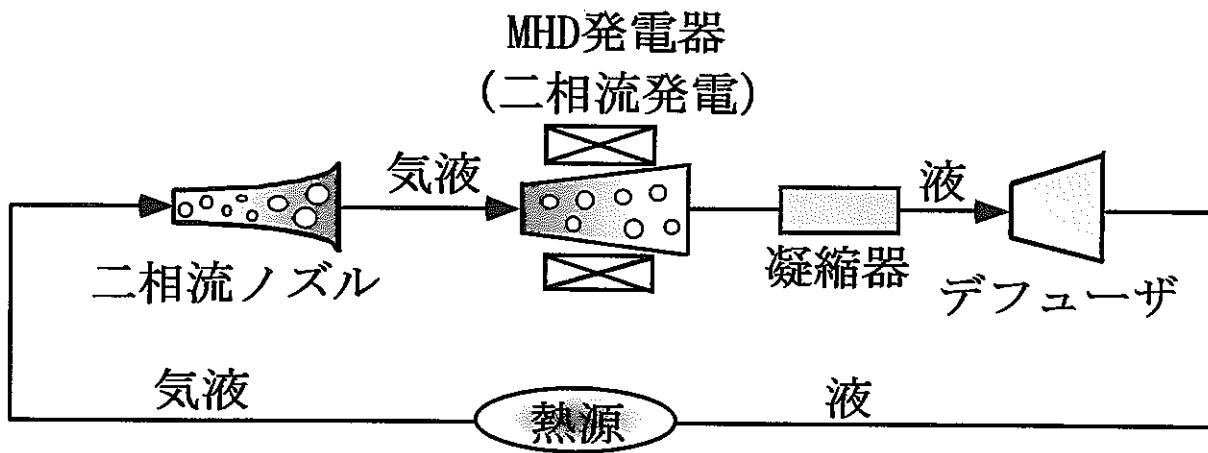 MHD発電器
(二相流発電)
気液
液
二相流ノズル
凝縮器
デフューザ
気液
熱源
液